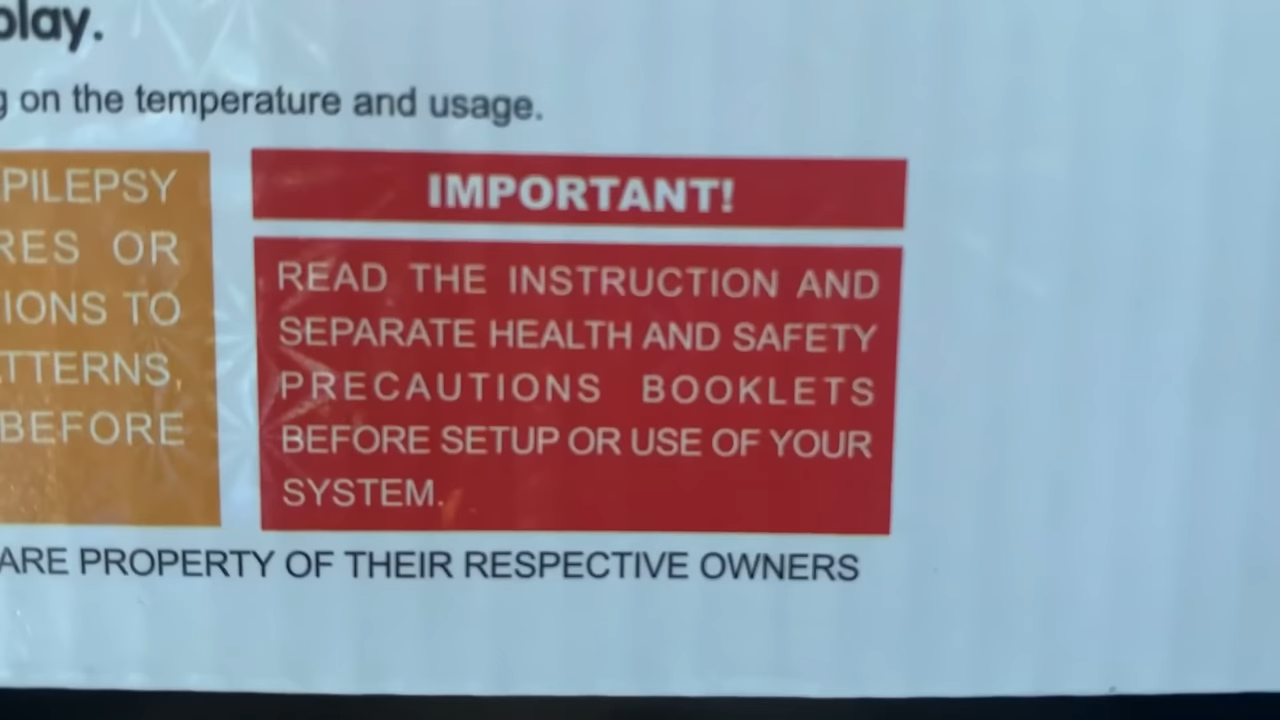 play.
g on the temperature and usage.
PILEPSY
RES OR
IONS TO
TTERNS,
BEFORE
IMPORTANT!
READ THE INSTRUCTION AND
SEPARATE HEALTH AND SAFETY
PRECAUTIONS BOOKLETS
BEFORE SETUP OR USE OF YOUR
SYSTEM.
ARE PROPERTY OF THEIR RESPECTIVE OWNERS